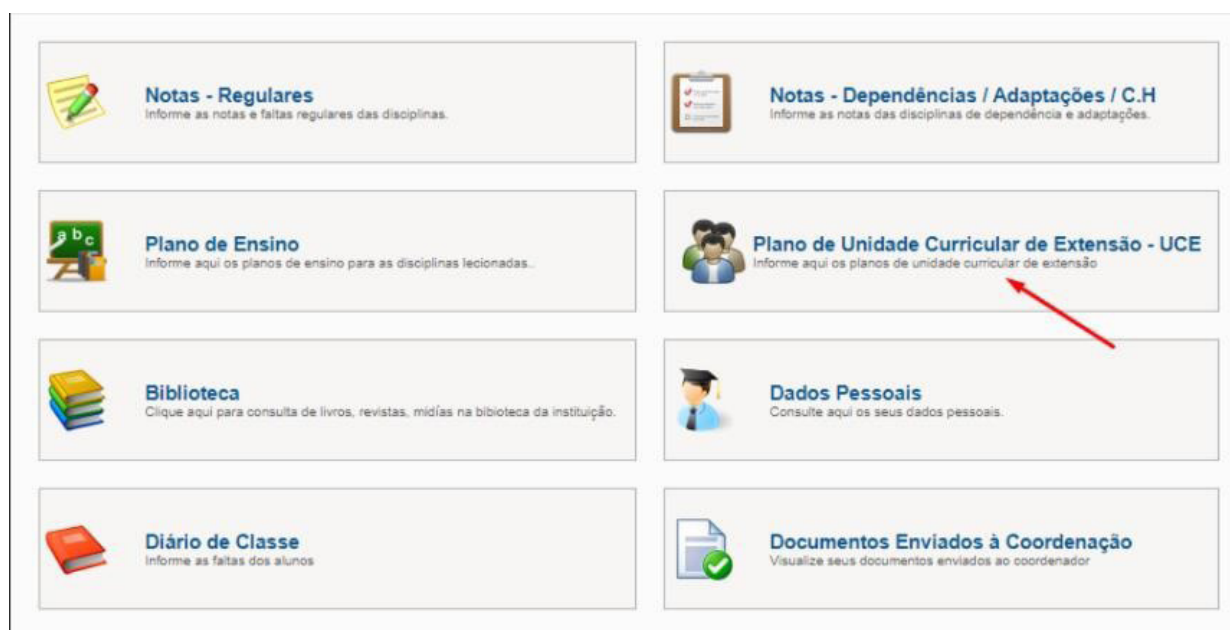 Notas - Regulares
Informe as notas e faltas regulares das disciplinas.
Notas - Dependências / Adaptações / C.H
Informe as notas das disciplinas de dependência e adaptações.
Plano de Ensino
Informe aqui os planos de ensino para as disciplinas lecionadas..
Plano de Unidade Curricular de Extensão - UCE
Informe aqui os planos de unidade curricular de extensão
Biblioteca
Clique aqui para consulta de livros, revistas, midías na bibioteca da instituição.
Dados Pessoais
Consulte aqui os seus dados pessoais.
Diário de Classe
Informe as faltas dos alunos
Documentos Enviados à Coordenação
Visualize seus documentos enviados ao coordenador